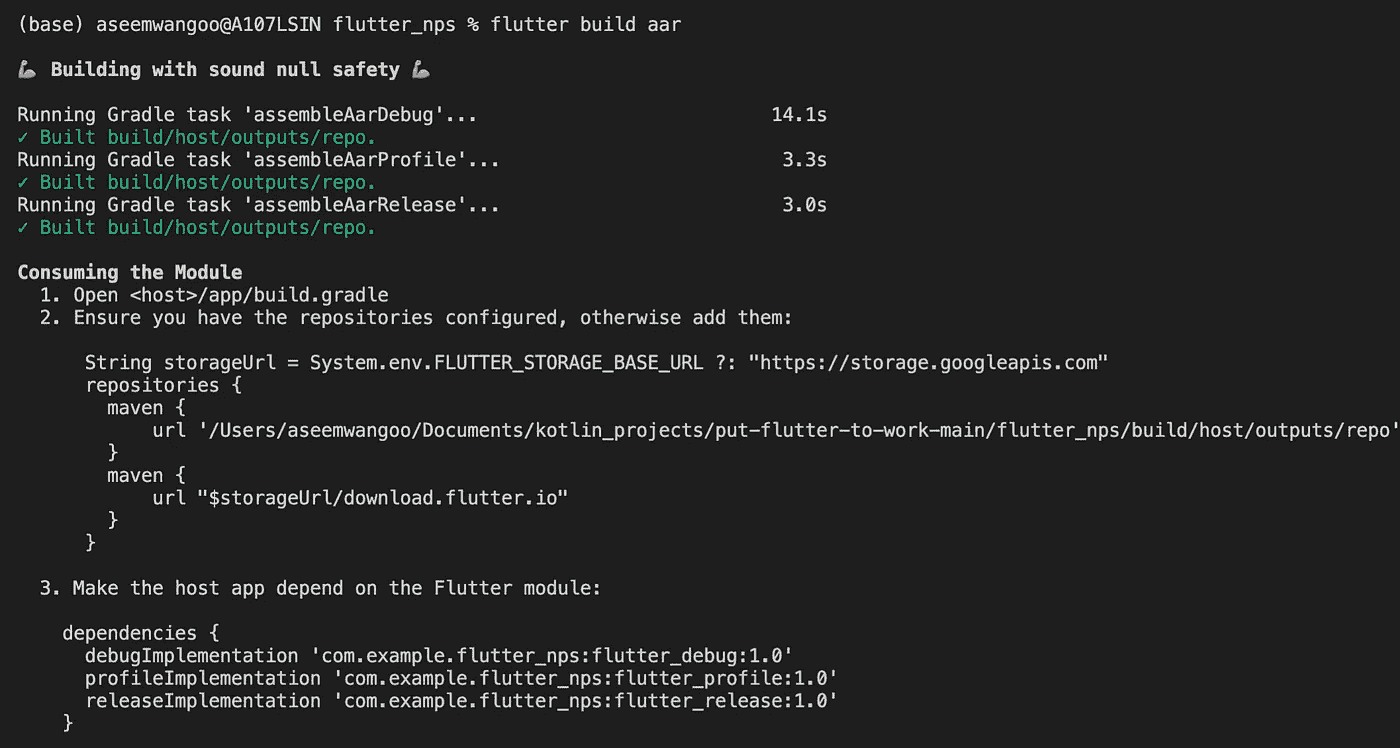 (base) aseemwangoo@A107LSIN flutter_nps % flutter build aar
💪 Building with sound null safety 💪
Running Gradle task 'assembleAarDebug'... 14.1s
✓ Built build/host/outputs/repo.
Running Gradle task 'assembleAarProfile'... 3.3s
✓ Built build/host/outputs/repo.
Running Gradle task 'assembleAarRelease'... 3.0s
✓ Built build/host/outputs/repo.
Consuming the Module
1. Open <host>/app/build.gradle
2. Ensure you have the repositories configured, otherwise add them:
String storageUrl = System.env.FLUTTER_STORAGE_BASE_URL ?: "https://storage.googleapis.com"
repositories {
maven {
url '/Users/aseemwangoo/Documents/kotlin_projects/put-flutter-to-work-main/flutter_nps/build/host/outputs/repo'
}
maven {
url "$storageUrl/download.flutter.io"
}
}
3. Make the host app depend on the Flutter module:
dependencies {
debugImplementation 'com.example.flutter_nps:flutter_debug:1.0'
profileImplementation 'com.example.flutter_nps:flutter_profile:1.0'
releaseImplementation 'com.example.flutter_nps:flutter_release:1.0'
}